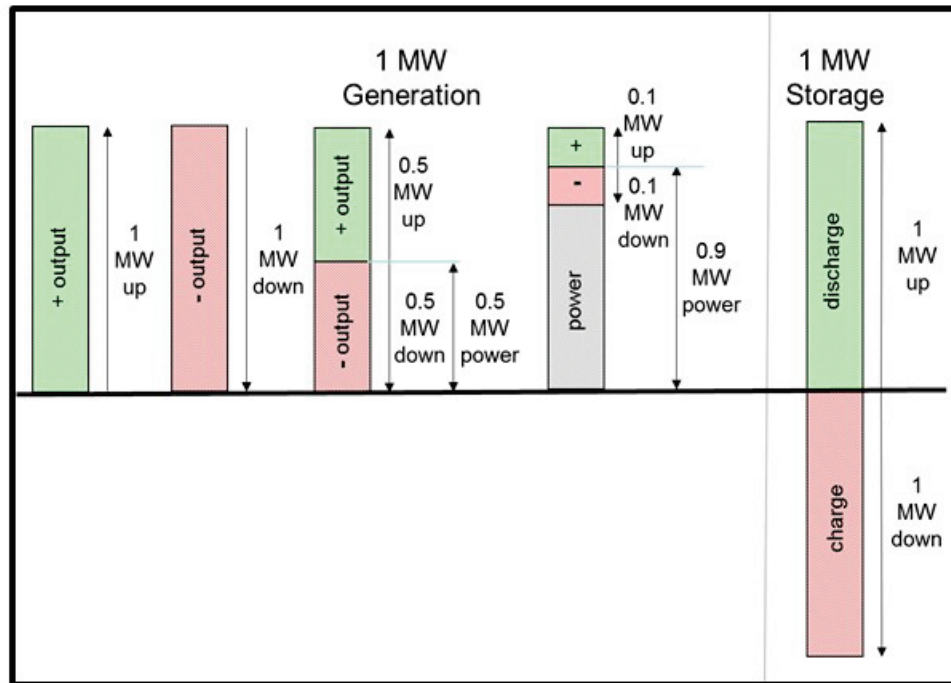 1 MW
Generation
1 MW
Storage
+ output
1
MW
up
- output
1
MW
down
+ output
- output
0.5
MW
up
0.5
MW
down
0.5
MW
power
+
-
power
0.1
MW
up
0.1
MW
down
0.9
MW
power
discharge
charge
1
MW
up
1
MW
down